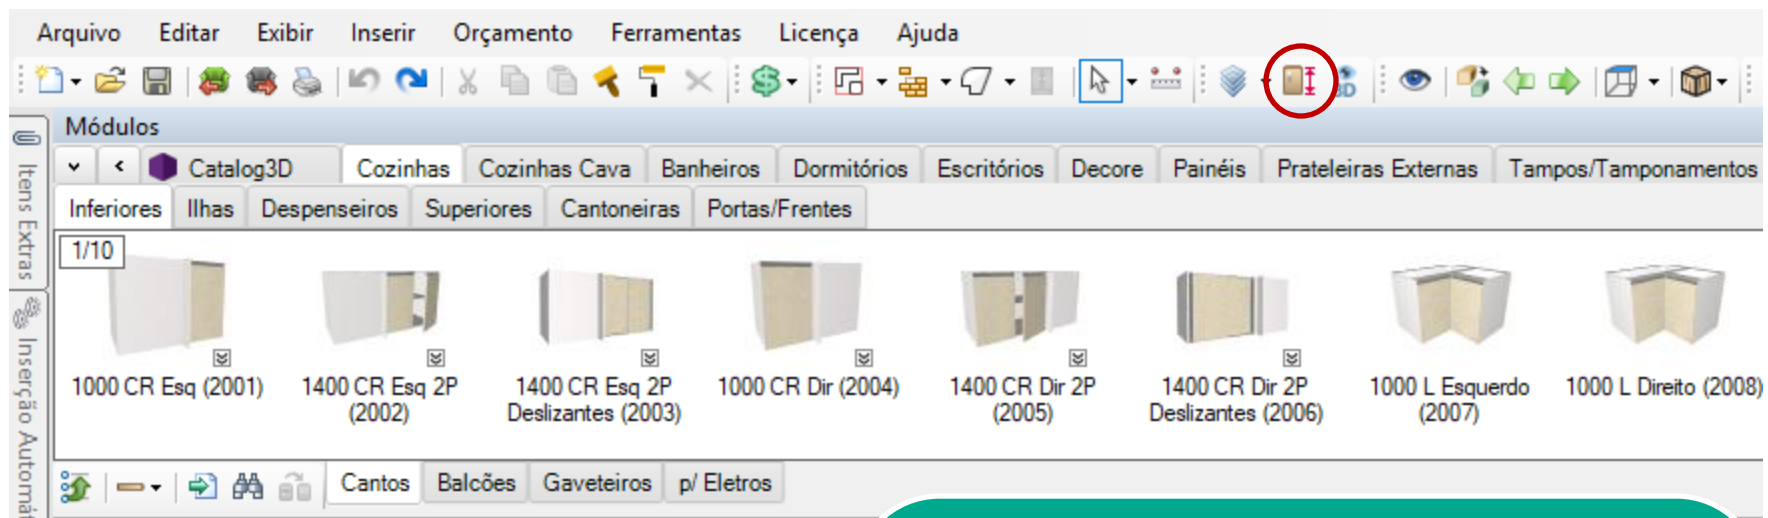 Arquivo Editar Exibir Inserir Orçamento Ferramentas Licença Ajuda
3D
Módulos
Catalog3D Cozinhas Cozinhas Cava Banheiros Dormitórios Escritórios Decore Painéis Prateleiras Externas Tampos/Tamponamentos
Inferiores Ilhas Despenseiros Superiores Cantoneiras Portas/Frentes
1/10
1000 CR Esq (2001)
1400 CR Esq 2P
(2002)
1400 CR Esq 2P
Deslizantes (2003)
1000 CR Dir (2004)
1400 CR Dir 2P
(2005)
1400 CR Dir 2P
Deslizantes (2006)
1000 L Esquerdo
(2007)
1000 L Direito (2008)
Cantos Balcões Gaveteiros p/ Eletros
Itens Extras
Inserção